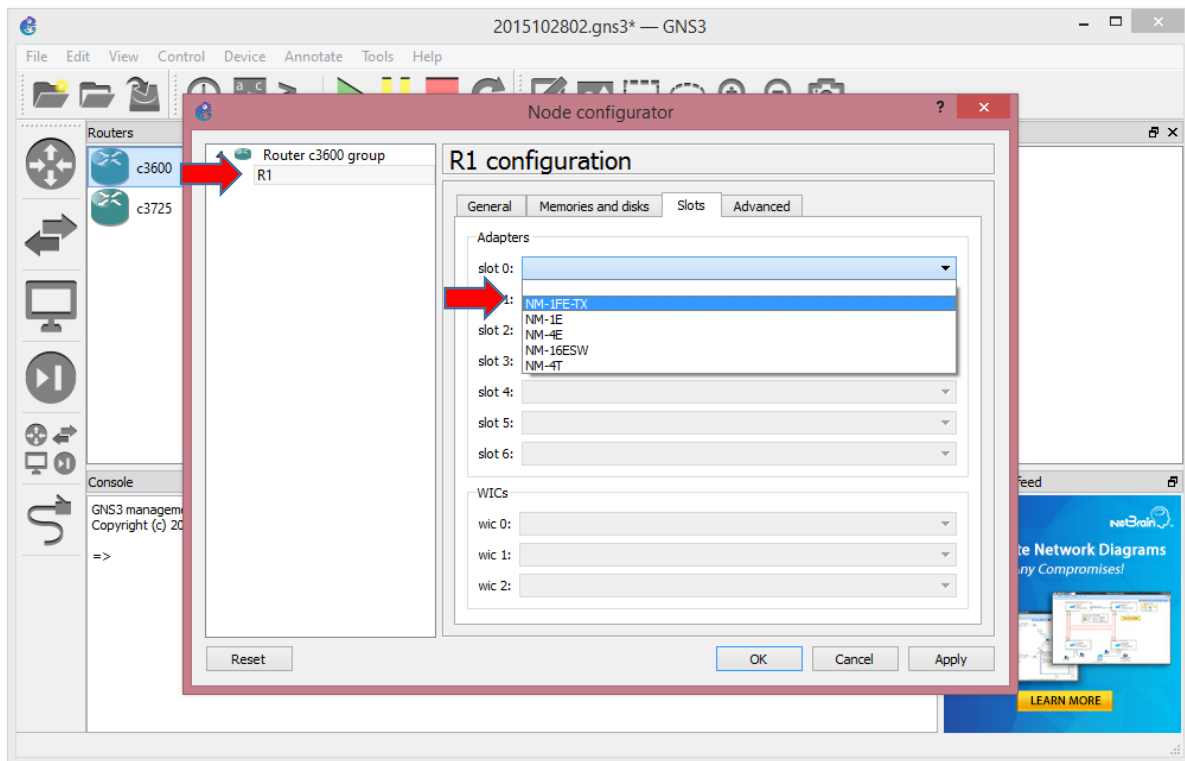 2015102802.gns3* — GNS3
File Edit View Control Device Annotate Tools Help
Node configurator
?
Routers
c3600
c3725
Router c3600 group
R1
R1 configuration
General Memories and disks Slots Advanced
Adapters
slot 0:
1:
NM-1FE-TX
NM-1E
NM-4E
NM-16ESW
NM-4T
slot 2:
slot 3:
slot 4:
slot 5:
slot 6:
WICs
wic 0:
wic 1:
wic 2:
Reset OK Cancel Apply
Console
GNS3 managem
Copyright (c) 20
=>
feed
NetBrain
te Network Diagrams
ny Compromises!
LEARN MORE